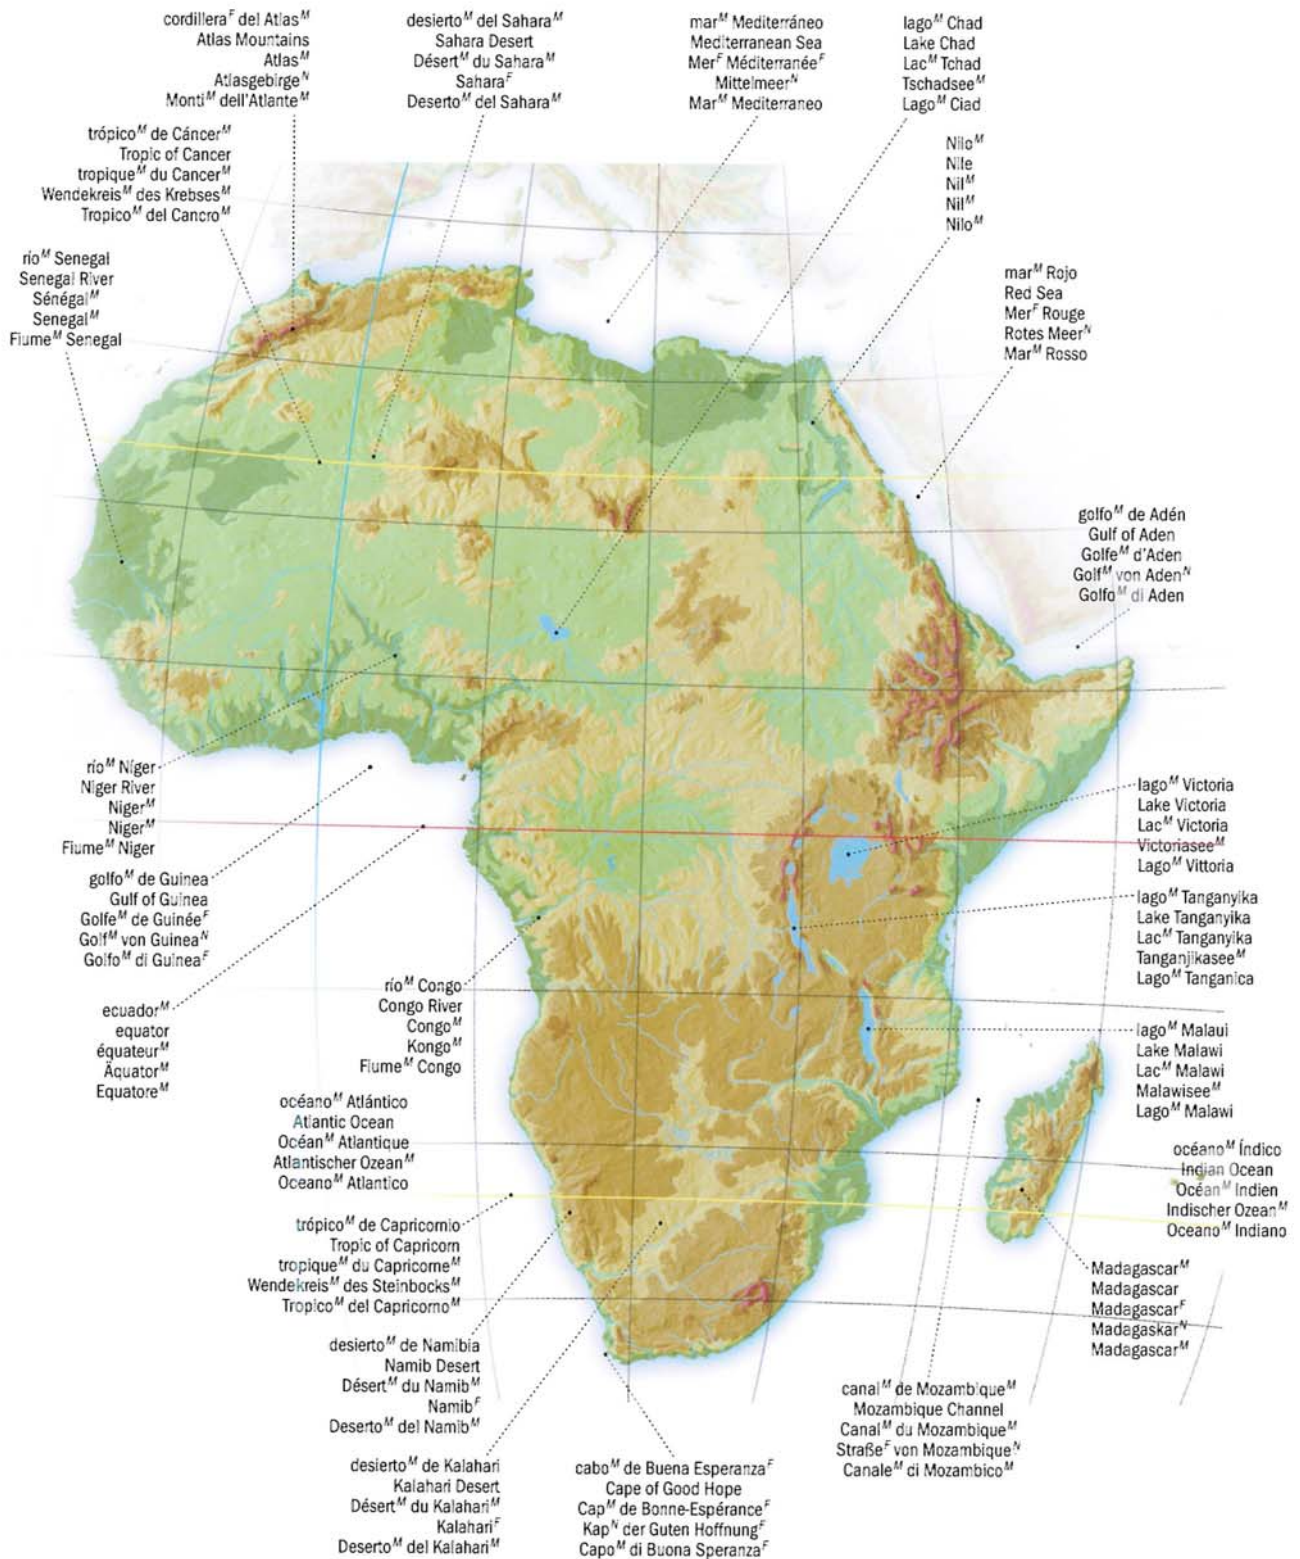 cordillera^F del Atlas^M
Atlas Mountains
Atlas^M
Atlasgebirge^N
Monti^M dell'Atlante^M
desierto^M del Sahara^M
Sahara Desert
Désert^M du Sahara^M
Sahara^F
Deserto^M del Sahara^M
mar^M Mediterráneo
Mediterranean Sea
Mer^F Méditerranée^F
Mittelmeer^N
Mar^M Mediterraneo
lago^M Chad
Lake Chad
Lac^M Tchad
Tschadsee^M
Lago^M Ciad
trópico^M de Cáncer^M
Tropic of Cancer
tropique^M du Cancer^M
Wendekreis^M des Krebses^M
Tropico^M del Cancro^M
Nilo^M
Nile
Nil^M
Nil^M
Nilo^M
río^M Senegal
Senegal River
Sénégal^M
Senegal^M
Fiume^M Senegal
mar^M Rojo
Red Sea
Mer^F Rouge
Rotes Meer^N
Mar^M Rosso
golfo^M de Adén
Gulf of Aden
Golfe^M d'Aden
Golf^M von Aden^N
Golfo^M di Aden
río^M Níger
Niger River
Niger^M
Niger^M
Fiume^M Niger
lago^M Victoria
Lake Victoria
Lac^M Victoria
Victoriasee^M
Lago^M Vittoria
golfo^M de Guinea
Gulf of Guinea
Golfe^M de Guinée^F
Golf^M von Guinea^N
Golfo^M di Guinea^F
lago^M Tanganyika
Lake Tanganyika
Lac^M Tanganyika
Tanganjikasee^M
Lago^M Tanganica
ecuador^M
equator
équateur^M
Äquator^M
Equatore^M
río^M Congo
Congo River
Congo^M
Kongo^M
Fiume^M Congo
lago^M Malaui
Lake Malawi
Lac^M Malawi
Malawisee^M
Lago^M Malawi
océano^M Atlántico
Atlantic Ocean
Océan^M Atlantique
Atlantischer Ozean^M
Oceano^M Atlantico
océano^M Índico
Indian Ocean
Océan^M Indien
Indischer Ozean^M
Oceano^M Indiano
trópico^M de Capricornio
Tropic of Capricorn
tropique^M du Capricorne^M
Wendekreis^M des Steinbocks^M
Tropico^M del Capricorno^M
Madagascar^M
Madagascar
Madagascar^F
Madagaskar^N
Madagascar^M
desierto^M de Namibia
Namib Desert
Désert^M du Namib^M
Namib^F
Deserto^M del Namib^M
canal^M de Mozambique^M
Mozambique Channel
Canal^M du Mozambique^M
Straße^F von Mozambique^N
Canale^M di Mozambico^M
desierto^M de Kalahari
Kalahari Desert
Désert^M du Kalahari^M
Kalahari^F
Deserto^M del Kalahari^M
cabo^M de Buena Esperanza^F
Cape of Good Hope
Cap^M de Bonne-Espérance^F
Kap^N der Guten Hoffnung^F
Capo^M di Buona Speranza^F